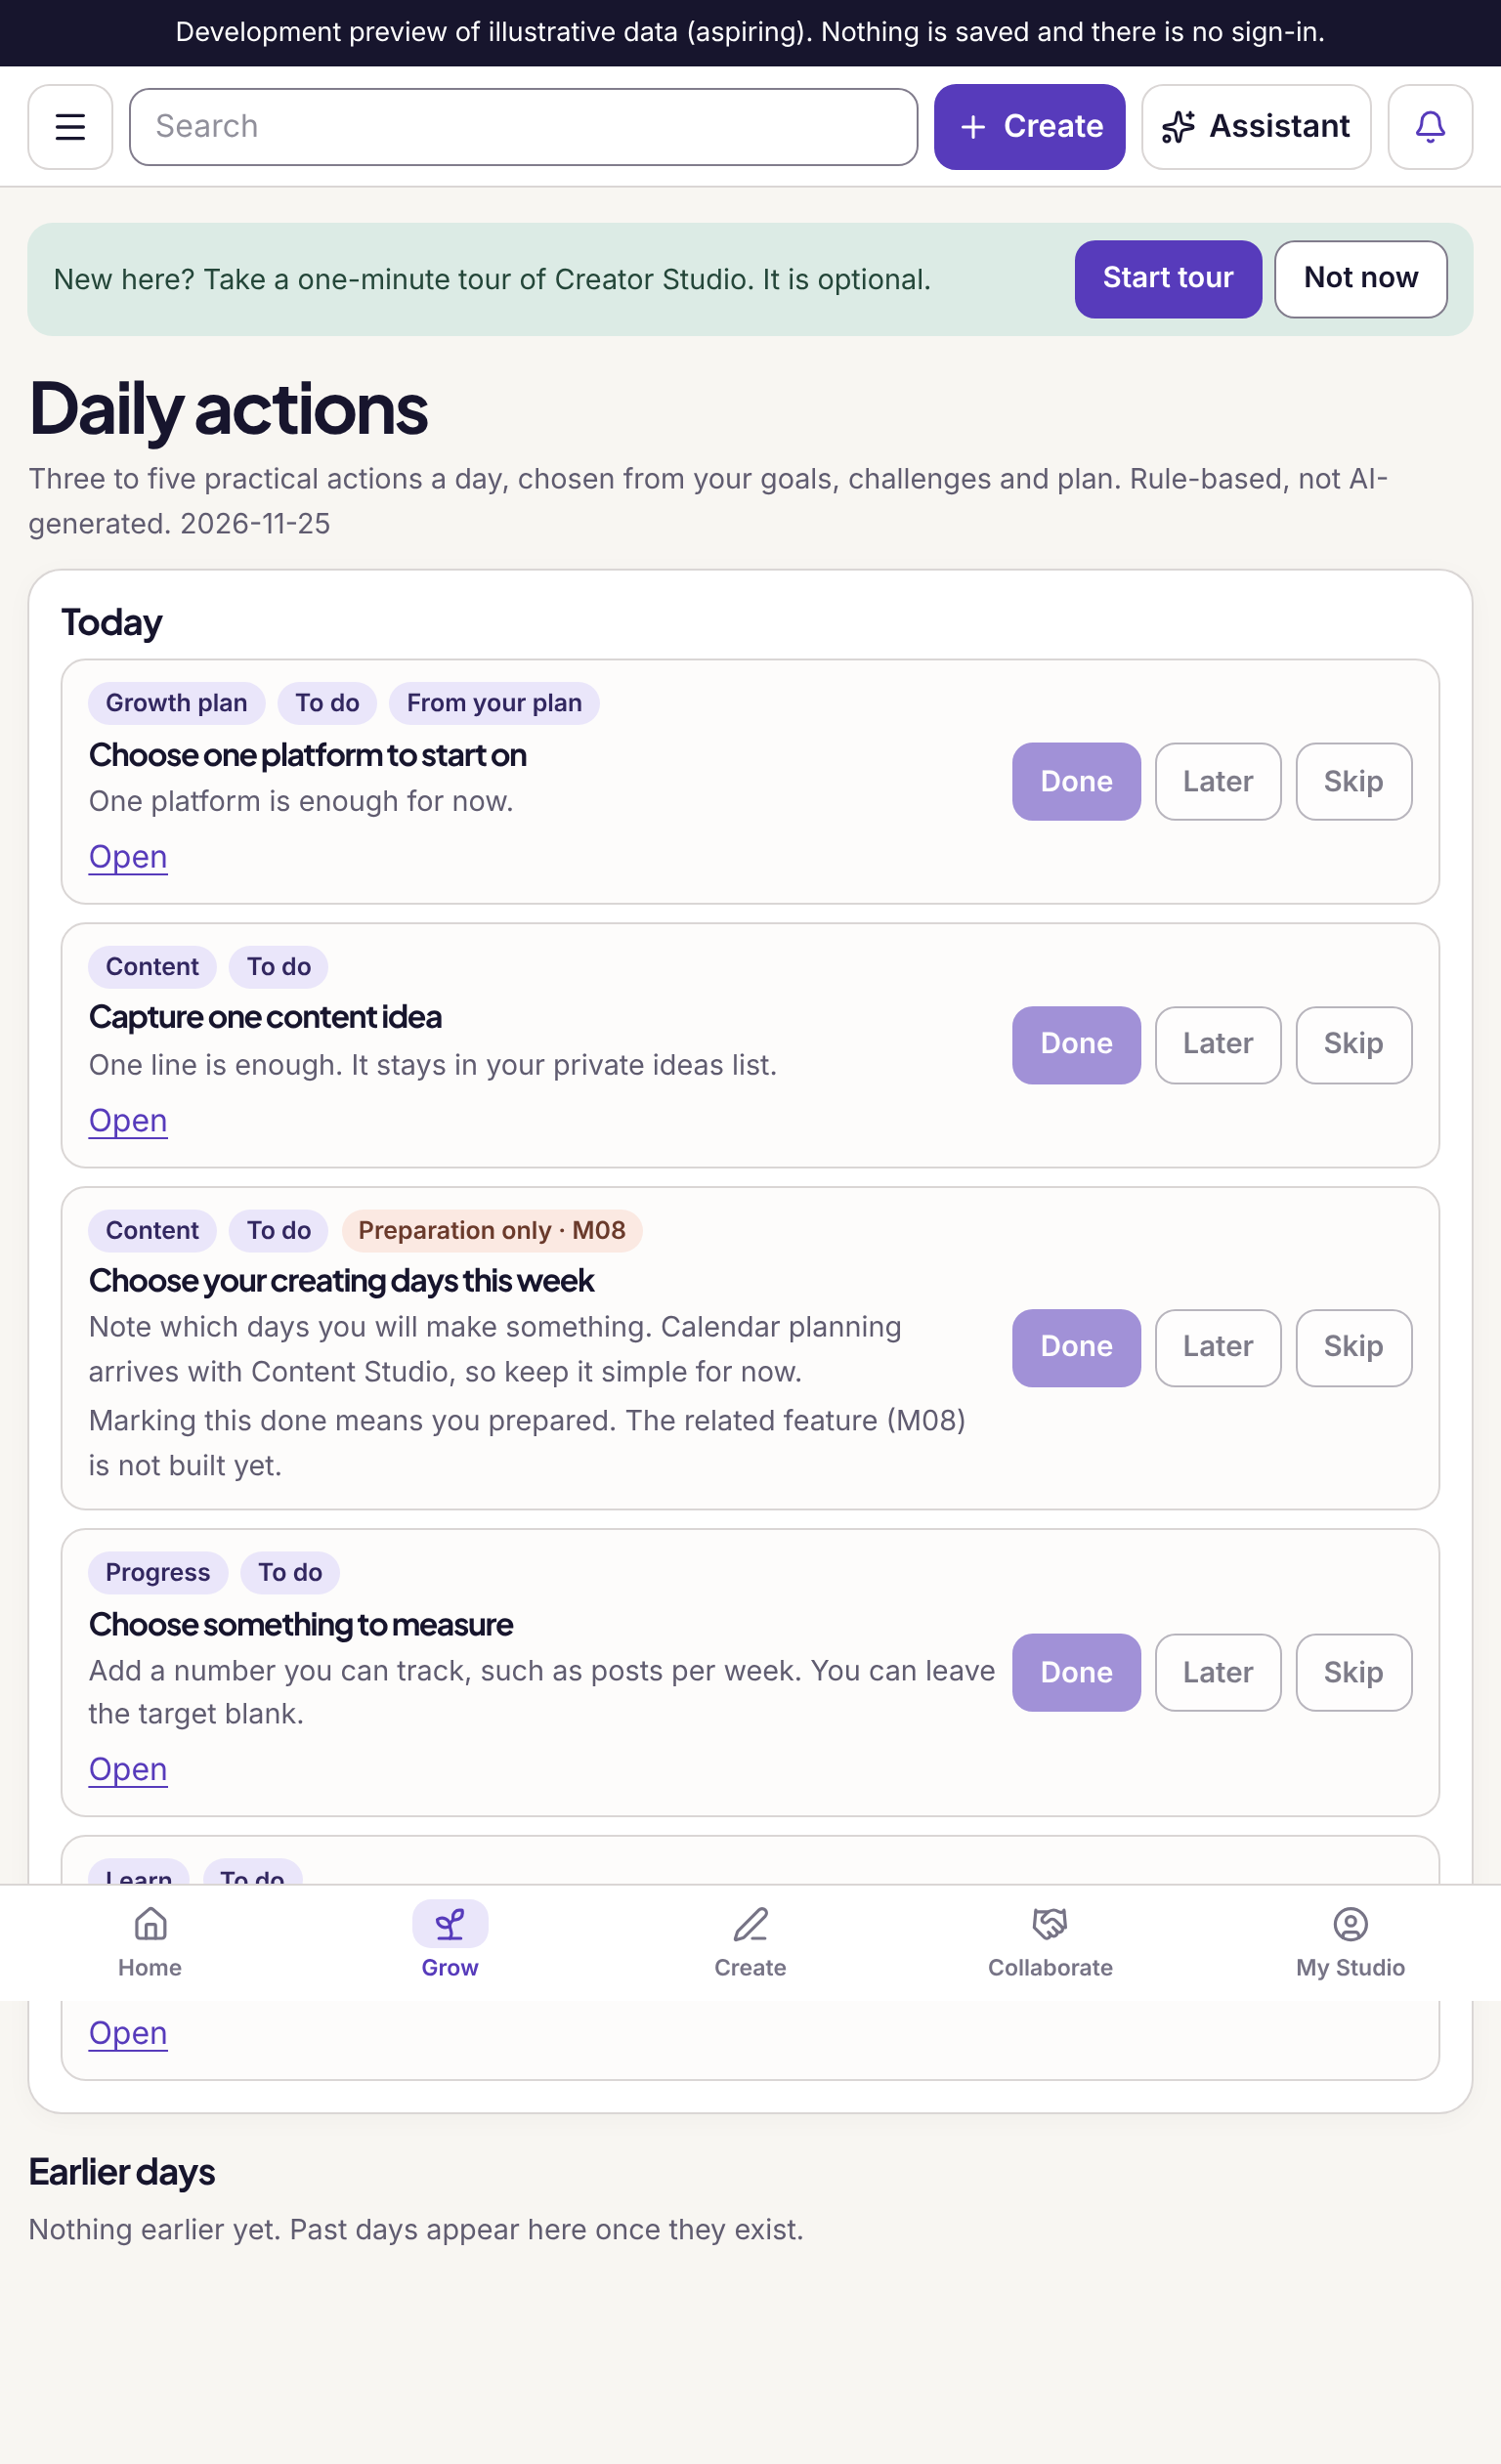 Development preview of illustrative data (aspiring). Nothing is saved and there is no sign-in.
Search
Create
Assistant
New here? Take a one-minute tour of Creator Studio. It is optional.
Start tour
Not now
Daily actions
Three to five practical actions a day, chosen from your goals, challenges and plan. Rule-based, not AI-
generated. 2026-11-25
Today
Growth plan
To do
From your plan
Choose one platform to start on
One platform is enough for now.
Open
Done
Later
Skip
Content
To do
Capture one content idea
One line is enough. It stays in your private ideas list.
Open
Done
Later
Skip
Content
To do
Preparation only · M08
Choose your creating days this week
Note which days you will make something. Calendar planning
arrives with Content Studio, so keep it simple for now.
Marking this done means you prepared. The related feature (M08)
is not built yet.
Done
Later
Skip
Progress
To do
Choose something to measure
Add a number you can track, such as posts per week. You can leave
the target blank.
Open
Done
Later
Skip
Learn
To do
Home
Grow
Create
Collaborate
My Studio
Open
Earlier days
Nothing earlier yet. Past days appear here once they exist.